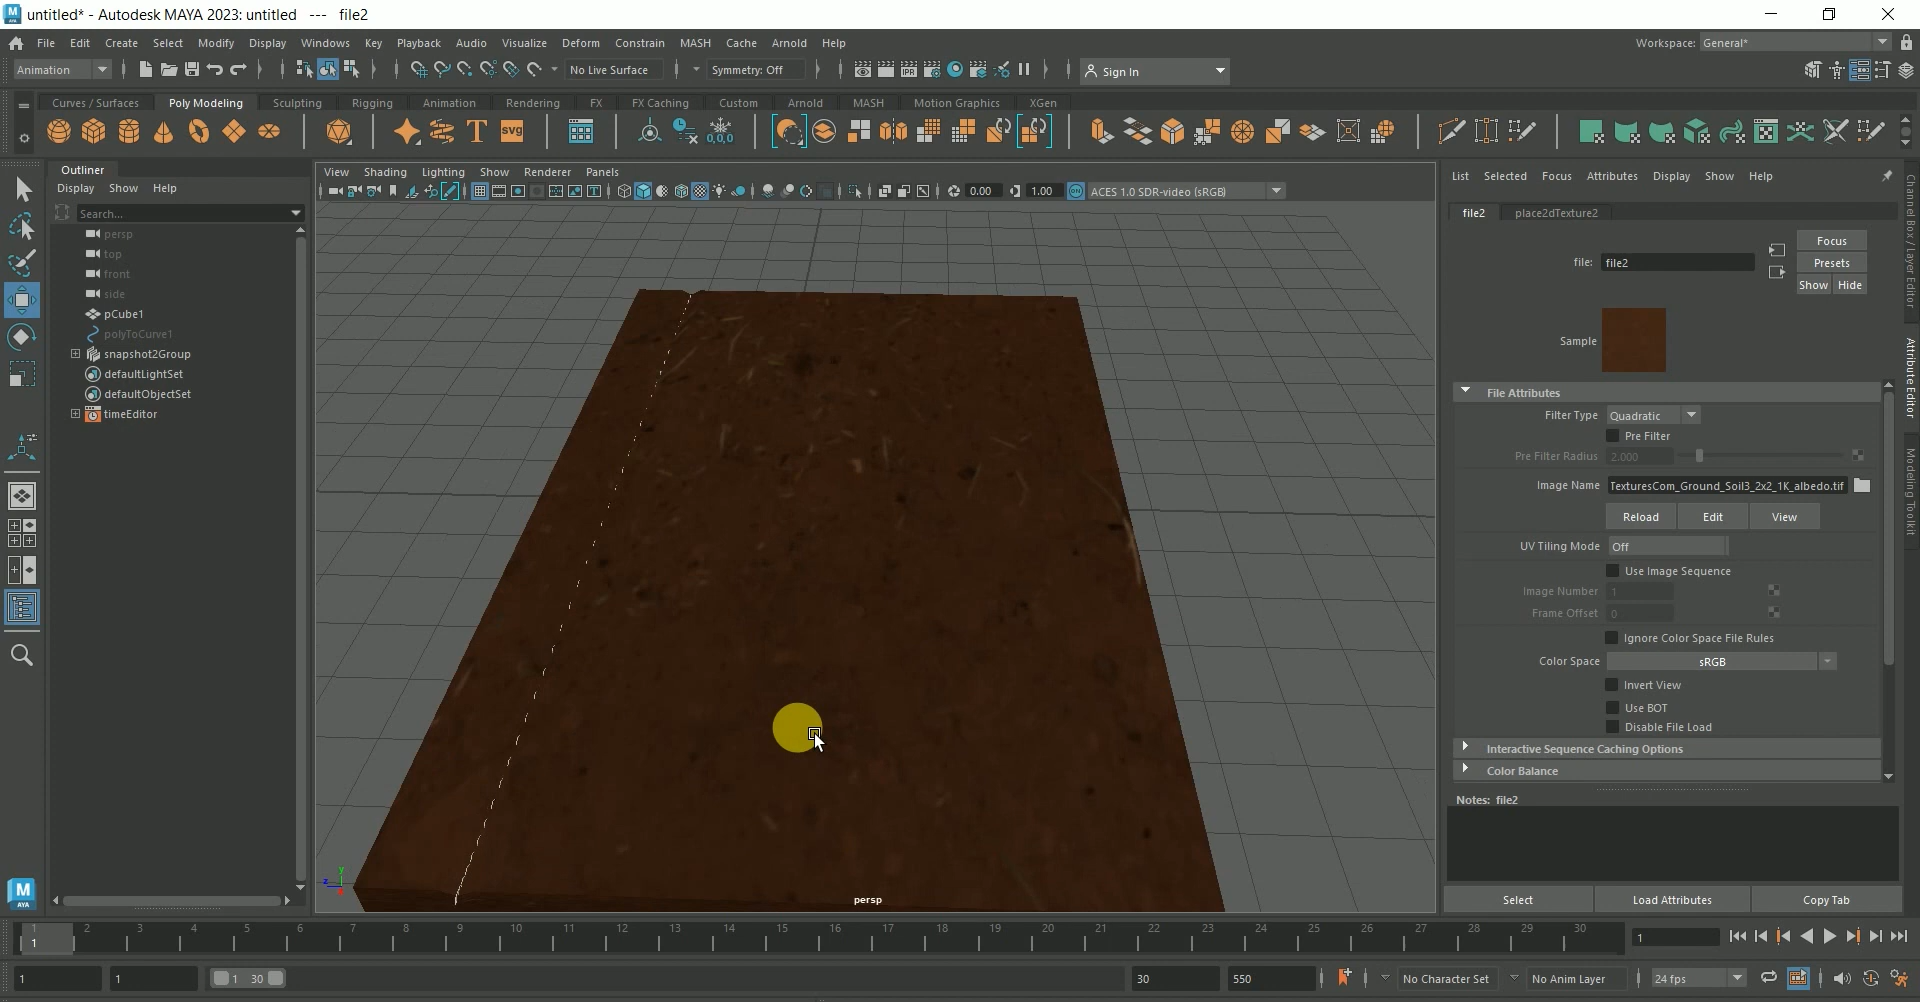 untitled* - Autodesk MAYA 2023: untitled --- file2
File Edit Create Select Modify Display Windows Key Playback Audio Visualize Deform Constrain MASH Cache Arnold Help
Workspace: General*
Animation No Live Surface Symmetry: Off Sign In
Curves / Surfaces Poly Modeling Sculpting Rigging Animation Rendering FX FX Caching Custom Arnold MASH Motion Graphics XGen
Outliner
Display Show Help
Search...
persp
top
front
side
pCube1
polyToCurve1
snapshot2Group
defaultLightSet
defaultObjectSet
timeEditor
View Shading Lighting Show Renderer Panels
0.00 1.00 ACES 1.0 SDR-video (sRGB)
persp
List Selected Focus Attributes Display Show Help
file2 place2dTexture2
file: file2
Focus
Presets
Show Hide
Sample
File Attributes
Filter Type Quadratic
Pre Filter
Pre Filter Radius 2.000
Image Name TexturesCom_Ground_Soil3_2x2_1K_albedo.tif
Reload Edit View
UV Tiling Mode Off
Use Image Sequence
Image Number 1
Frame Offset 0
Ignore Color Space File Rules
Color Space sRGB
Invert View
Use BOT
Disable File Load
Interactive Sequence Caching Options
Color Balance
Notes: file2
Select Load Attributes Copy Tab
Channel Box / Layer Editor
Attribute Editor
Modeling Toolkit
1 2 3 4 5 6 7 8 9 10 11 12 13 14 15 16 17 18 19 20 21 22 23 24 25 26 27 28 29 30
1 1
1 1 1 30 30 550 No Character Set No Anim Layer 24 fps